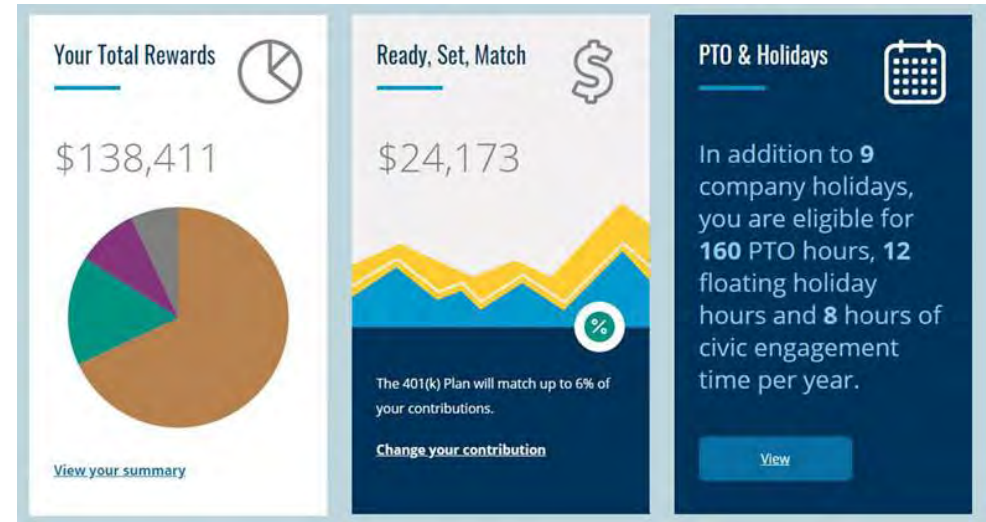 Your Total Rewards
$138,411
View your summary
Ready, Set, Match
$
$24,173
%
The 401(k) Plan will match up to 6% of
your contributions.
Change your contribution
PTO & Holidays
In addition to 9
company holidays,
you are eligible for
160 PTO hours, 12
floating holiday
hours and 8 hours of
civic engagement
time per year.
View